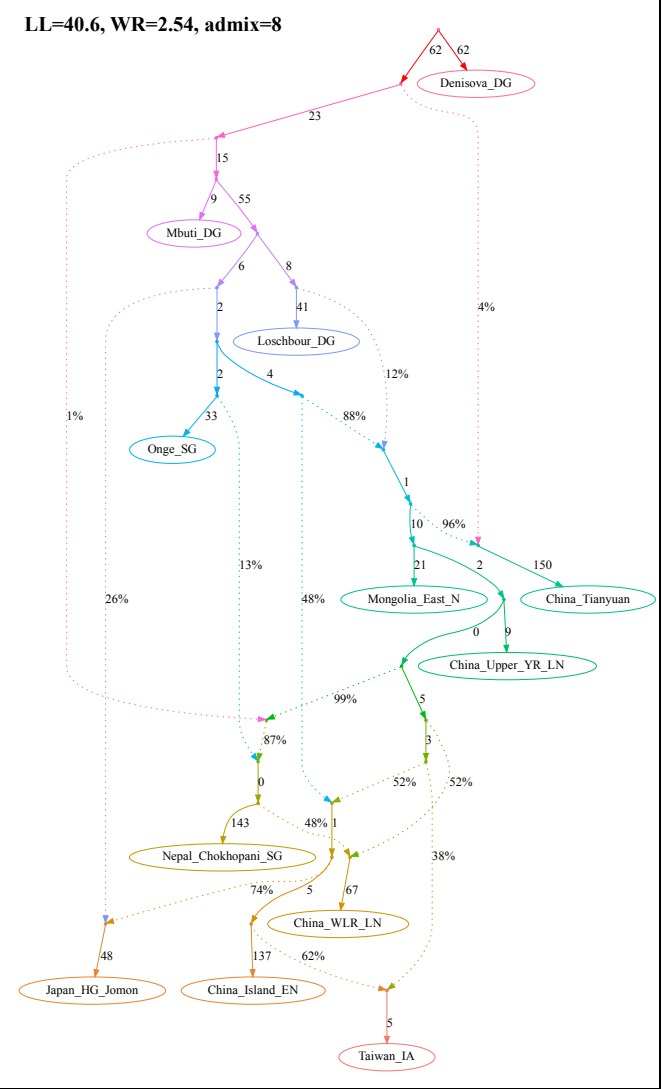 LL=40.6, WR=2.54, admix=8
62 62
Denisova_DG
23
15
9 55
Mbuti_DG
6 8
2 41 4%
Loschbour_DG
2 4 12%
1% 33 88%
Onge_SG
1
10 96%
13% 21 2 150
26% 48% Mongolia_East_N China_Tianyuan
0 9
China_Upper_YR_LN
99% 5
87% 3
0 52% 52%
143 48% 1
Nepal_Chokhopani_SG 38%
74% 5 67
China_WLR_LN
48 137 62%
Japan_HG_Jomon China_Island_EN
5
Taiwan_IA